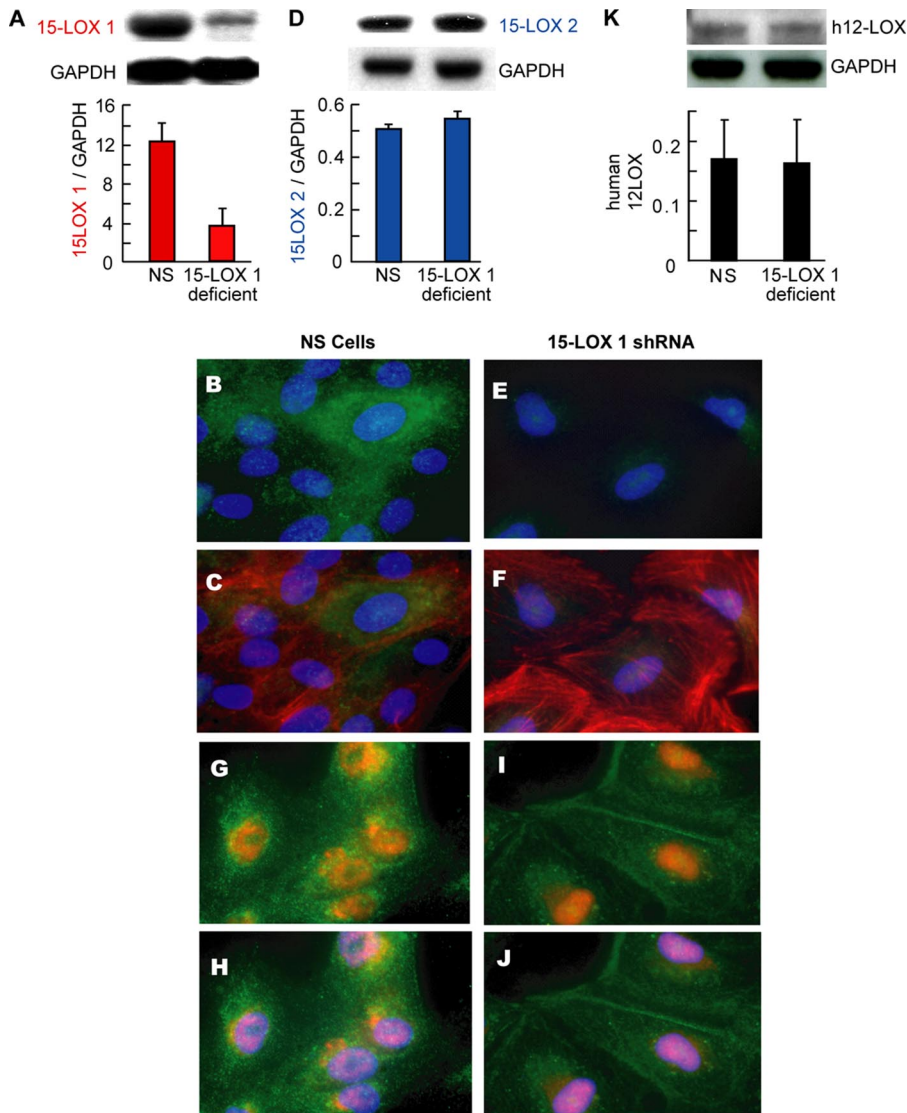 A
15-LOX 1
GAPDH
15LOX 1 / GAPDH
16
12
8
4
0
NS
15-LOX 1
deficient
D
15-LOX 2
GAPDH
15LOX 2 / GAPDH
0.6
0.4
0.2
0
NS
15-LOX 1
deficient
K
h12-LOX
GAPDH
human
12LOX
0.2
0.1
0
NS
15-LOX 1
deficient
NS Cells
15-LOX 1 shRNA
B
E
C
F
G
I
H
J